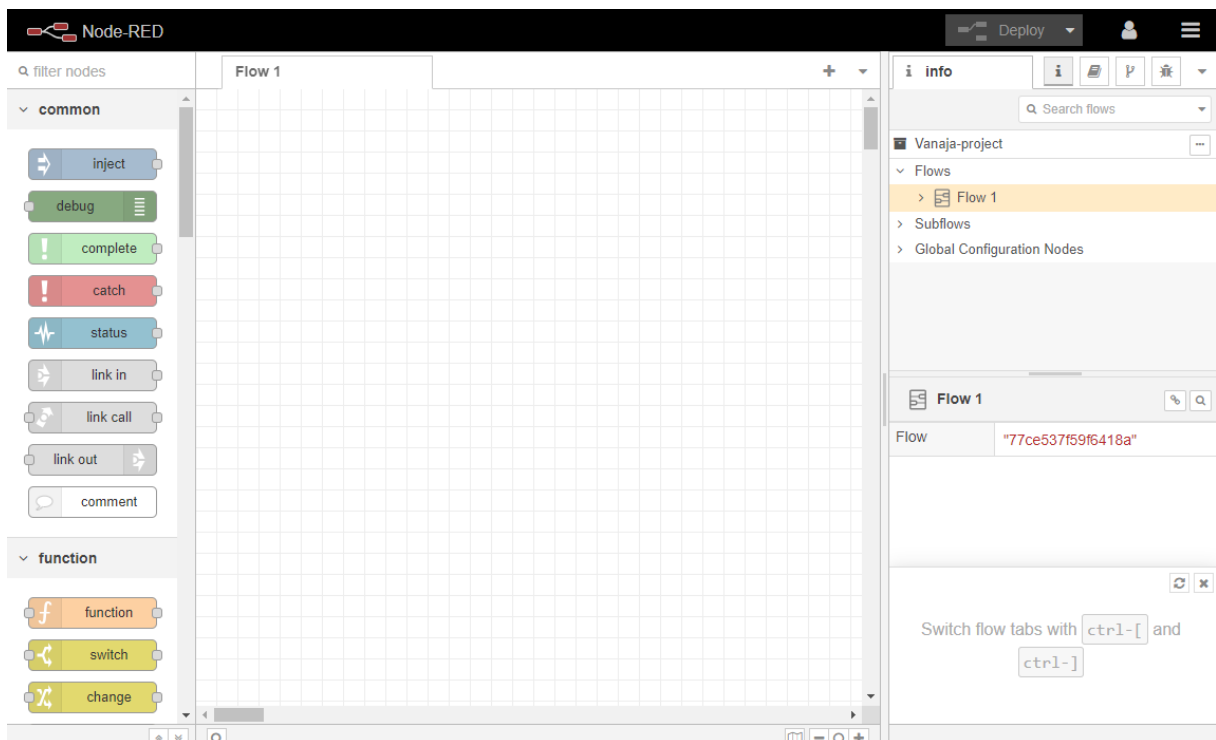 Node-RED
Deploy
filter nodes
Flow 1
i info
i
common
inject
debug
complete
catch
status
link in
link call
link out
comment
function
f function
switch
change
Search flows
Vanaja-project
...
Flows
Flow 1
Subflows
Global Configuration Nodes
Flow 1
Flow "77ce537f59f6418a"
Switch flow tabs with ctrl-[ and
ctrl-]